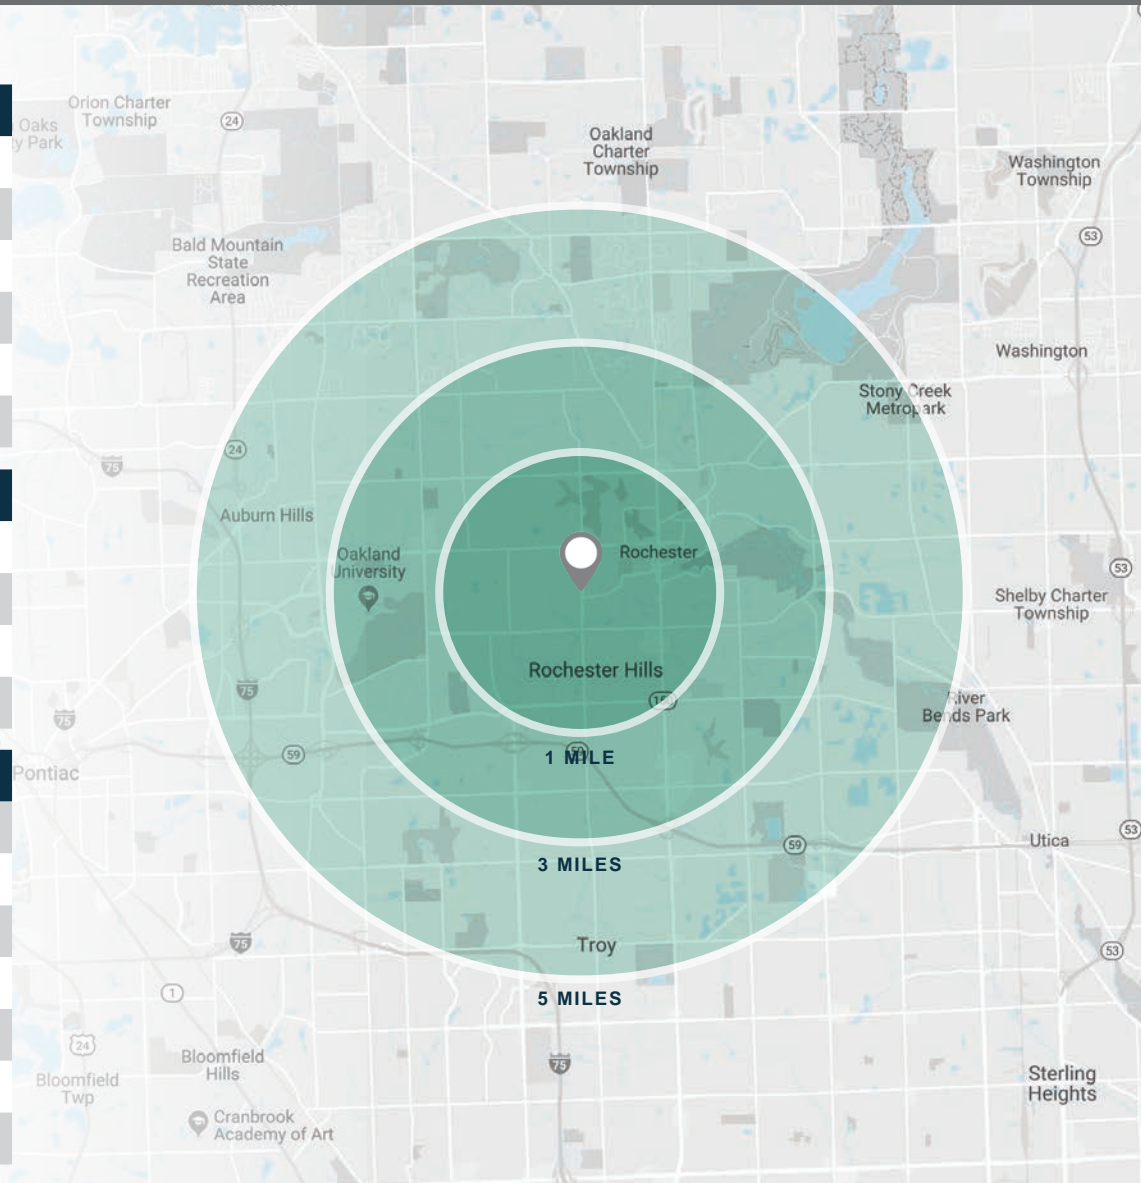 Orion Charter
Township
24
Oaks
y Park
Oakland
Charter
Township
Washington
Township
53
Bald Mountain
State
Recreation
Area
Washington
Stony Creek
Metropark
24
75
Auburn Hills
Oakland
University
Rochester
53
Shelby Charter
Township
Rochester Hills
75
75
River
Bends Park
59
59
1 MILE
Pontiac
53
Utica
59
3 MILES
75
Troy
53
1
5 MILES
24
Bloomfield
Hills
75
Bloomfield
Twp
Sterling
Heights
Cranbrook
Academy of Art